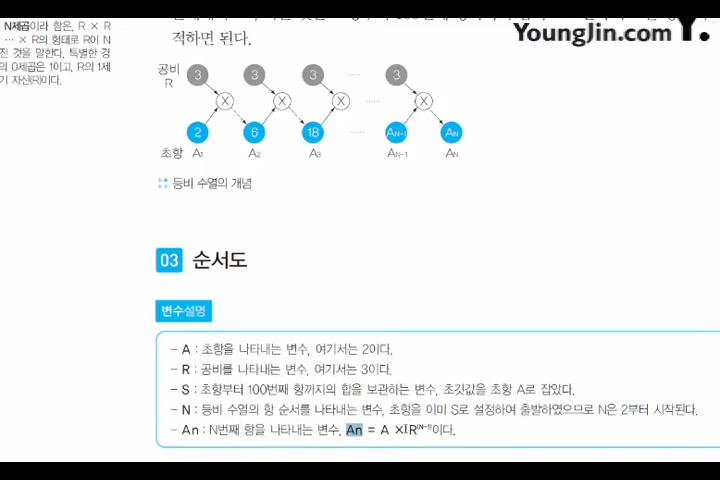 YoungJin.com Y.
N제곱이라 함은, R × R
… × R의 형태로 R이 N
진 것을 말한다. 특별한 경
의 0제곱은 1이고, R의 1제
기 자신(R)이다.
적하면 된다.
공비
R
3 3 3 ...... 3
X X X ...... X
2 6 18 ...... AN-1 AN
초항 A1 A2 A3 AN-1 AN
등비 수열의 개념
03 순서도
변수설명
– A : 초항을 나타내는 변수, 여기서는 2이다.
– R : 공비를 나타내는 변수, 여기서는 3이다.
– S : 초항부터 100번째 항까지의 합을 보관하는 변수, 초깃값을 초항 A로 잡았다.
– N : 등비 수열의 항 순서를 나타내는 변수, 초항을 이미 S로 설정하여 출발하였으므로 N은 2부터 시작된다.
– An : N번째 항을 나타내는 변수, An = A ×R(N-1)이다.